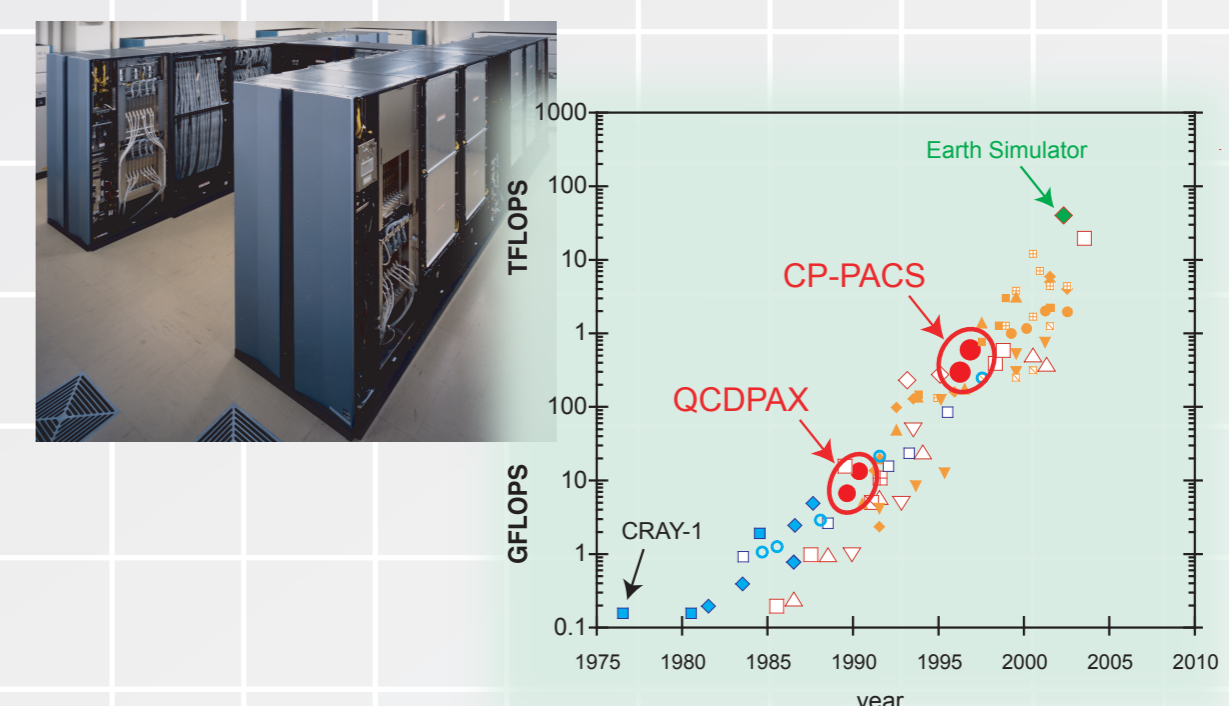 1000
100
10
1
100
10
1
0.1
TFLOPS
GFLOPS
Earth Simulator
CP-PACS
QCDPAX
CRAY-1
1975 1980 1985 1990 1995 2000 2005 2010
year